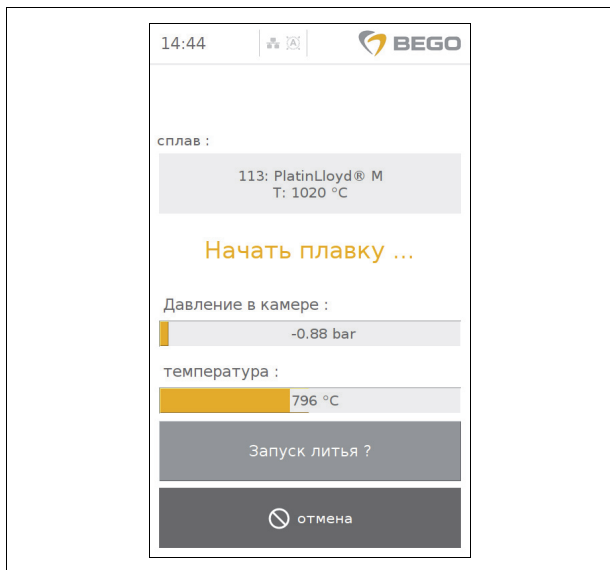 14:44
BEGO
сплав :
113: PlatinLloyd® M
T: 1020 °C
Начать плавку ...
Давление в камере :
-0.88 bar
температура :
796 °C
Запуск литья ?
отмена